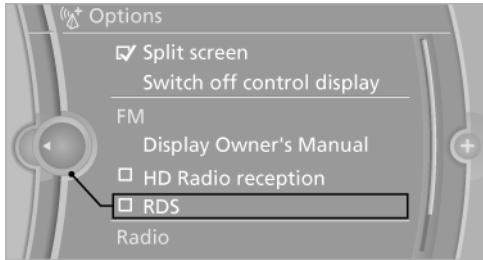 Options
Split screen
Switch off control display
FM
Display Owner's Manual
HD Radio reception
RDS
Radio